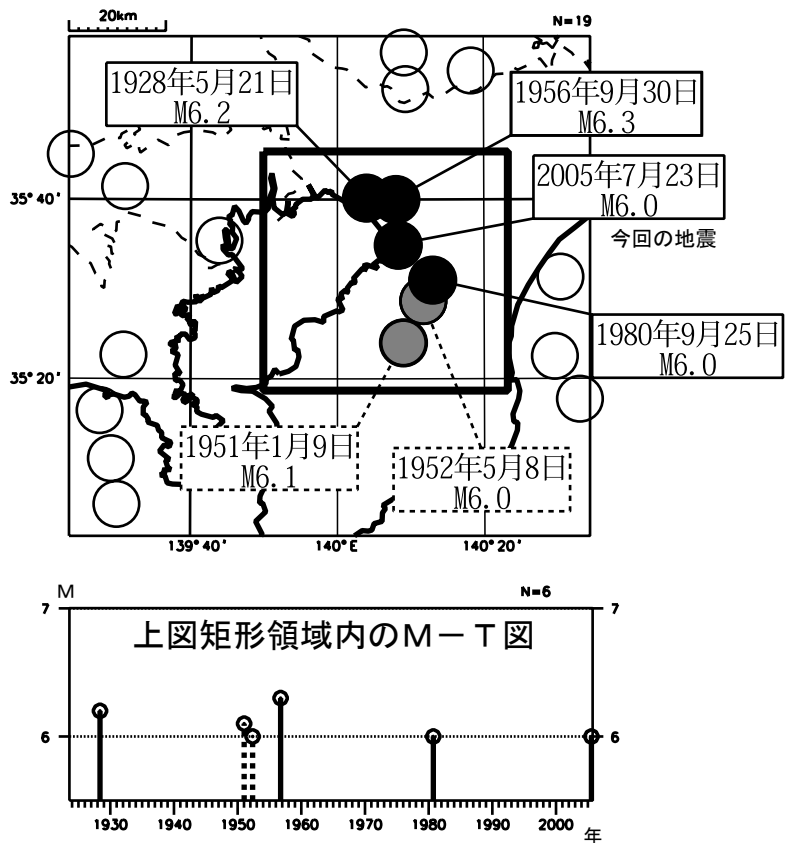 20km
N=19
1928年5月21日
M6.2
1956年9月30日
M6.3
2005年7月23日
M6.0
今回の地震
35°40'
1980年9月25日
M6.0
35°20'
1951年1月9日
M6.1
1952年5月8日
M6.0
139°40'
140°E
140°20'
M
N=6
7
7
上図矩形領域内のM－T図
6
6
1930
1940
1950
1960
1970
1980
1990
2000
年